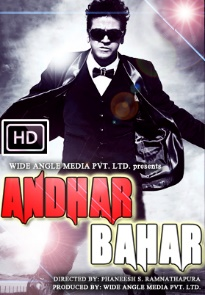 HD
WIDE ANGLE MEDIA PVT. LTD. presents
ANDHAR
BAHAR
DIRECTED BY: PHANEESH S. RAMNATHAPURA
PRODUCED BY: WIDE ANGLE MEDIA PVT. LTD.